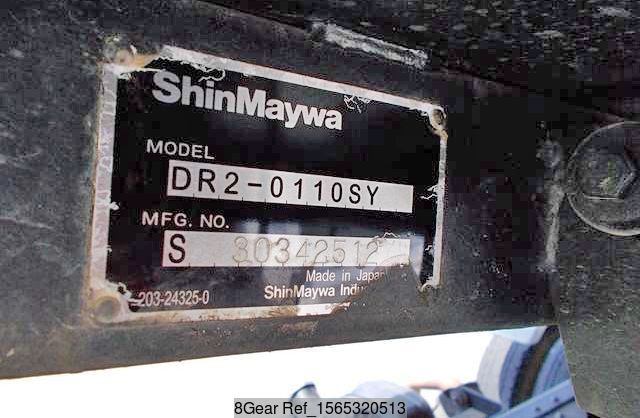 ShinMaywa
MODEL
DR2-0110SY
MFG. NO.
S 30342512
Made in Japan
203-24325-0 ShinMaywa Indu
8Gear Ref_1565320513